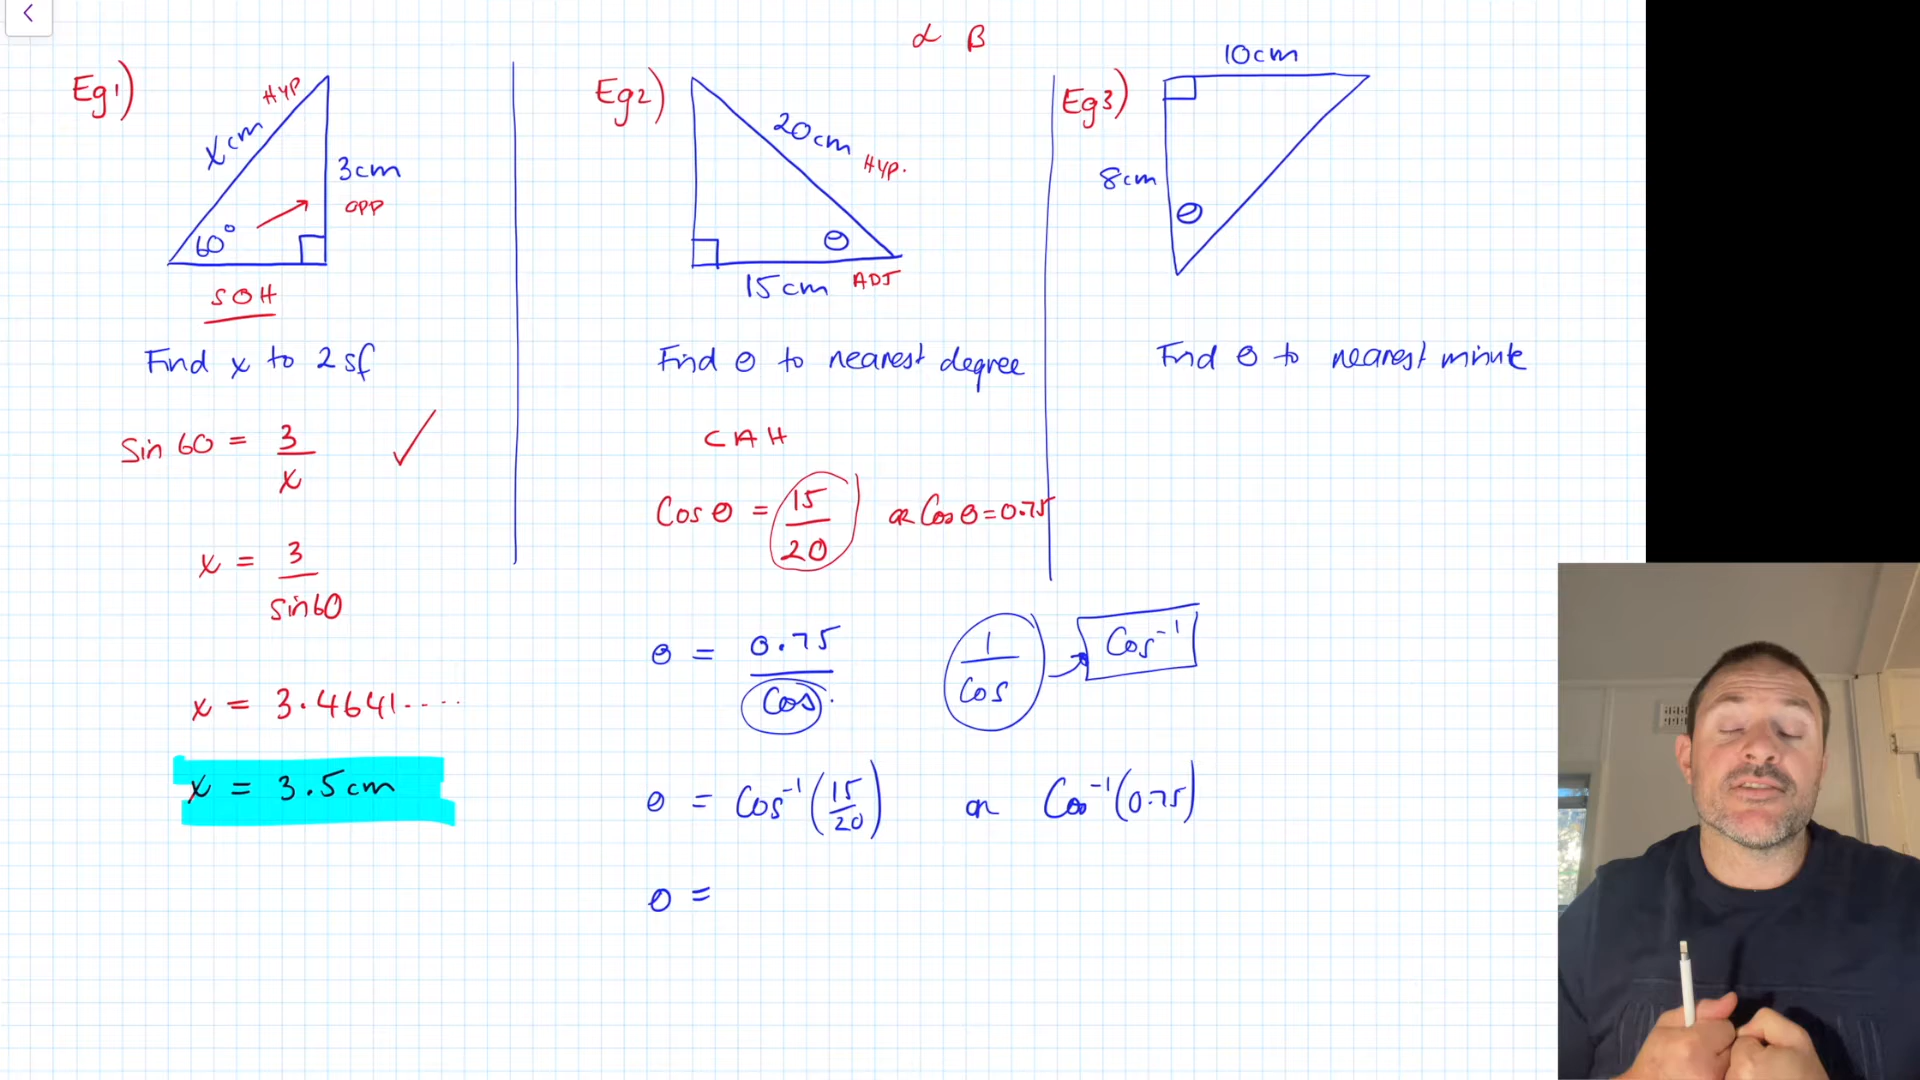 α β
Eg1)
HYP
x cm
3cm
OPP
60°
SOH
Find x to 2 sf
Sin 60 = 3/x
x = 3/sin60
x = 3.4641....
x = 3.5cm
Eg2)
20cm
HYP.
θ
15cm ADJ
Find θ to nearest degree
CAH
Cos θ = 15/20 or Cos θ = 0.75
θ = 0.75/Cos
1/Cos
Cos⁻¹
θ = Cos⁻¹(15/20) or Cos⁻¹(0.75)
θ =
Eg3)
10cm
8cm
θ
Find θ to nearest minute